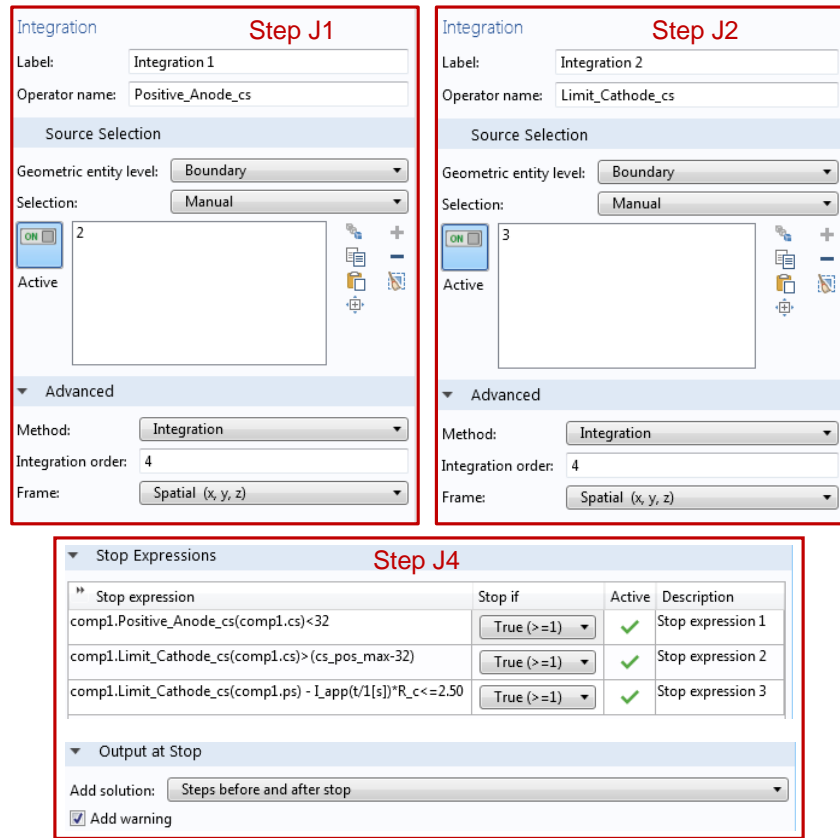 Integration Step J1
Label: Integration 1
Operator name: Positive_Anode_cs
Source Selection
Geometric entity level: Boundary
Selection: Manual
ON 2
Active
Advanced
Method: Integration
Integration order: 4
Frame: Spatial (x, y, z)
Integration Step J2
Label: Integration 2
Operator name: Limit_Cathode_cs
Source Selection
Geometric entity level: Boundary
Selection: Manual
ON 3
Active
Advanced
Method: Integration
Integration order: 4
Frame: Spatial (x, y, z)
Stop Expressions Step J4
Stop expression Stop if Active Description
comp1.Positive_Anode_cs(comp1.cs)<32 True (>=1) Stop expression 1
comp1.Limit_Cathode_cs(comp1.cs)>(cs_pos_max-32) True (>=1) Stop expression 2
comp1.Limit_Cathode_cs(comp1.ps) - I_app(t/1[s])*R_c<=2.50 True (>=1) Stop expression 3
Output at Stop
Add solution: Steps before and after stop
Add warning